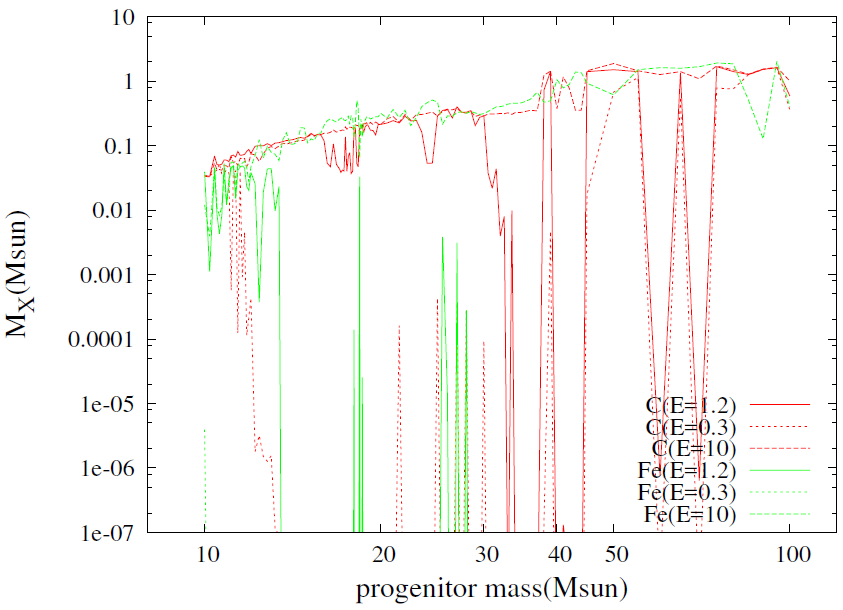 10
1
0.1
0.01
0.001
0.0001
1e-05
1e-06
1e-07
M_X(Msun)
10 20 30 40 50 100
progenitor mass(Msun)
C(E=1.2)
C(E=0.3)
C(E=10)
Fe(E=1.2)
Fe(E=0.3)
Fe(E=10)